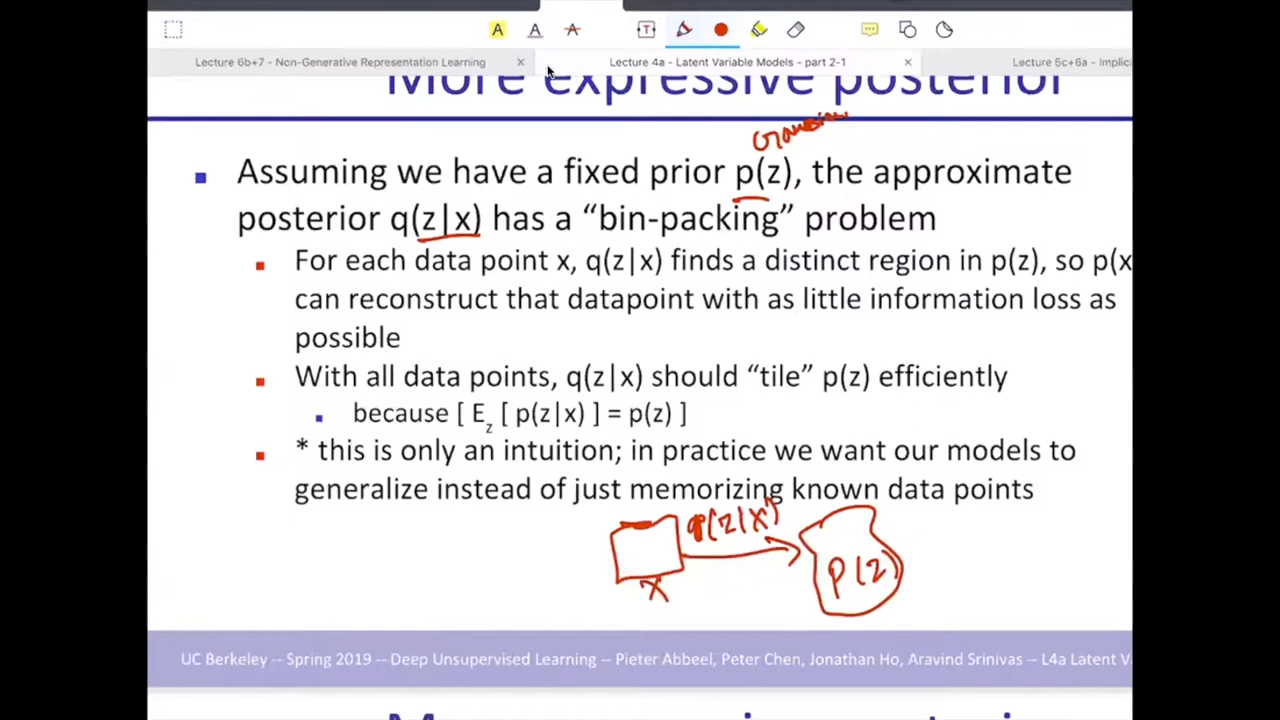 A A A T
Lecture 6b+7 - Non-Generative Representation Learning × Lecture 4a - Latent Variable Models - part 2-1 × Lecture 5c+6a - Implici
More expressive posterior
Gaussian
Assuming we have a fixed prior p(z), the approximate
posterior q(z|x) has a “bin-packing” problem
For each data point x, q(z|x) finds a distinct region in p(z), so p(x
can reconstruct that datapoint with as little information loss as
possible
With all data points, q(z|x) should “tile” p(z) efficiently
because [ E_z [ p(z|x) ] = p(z) ]
* this is only an intuition; in practice we want our models to
generalize instead of just memorizing known data points
q(z|x)
p(z)
x
UC Berkeley -- Spring 2019 -- Deep Unsupervised Learning -- Pieter Abbeel, Peter Chen, Jonathan Ho, Aravind Srinivas -- L4a Latent V